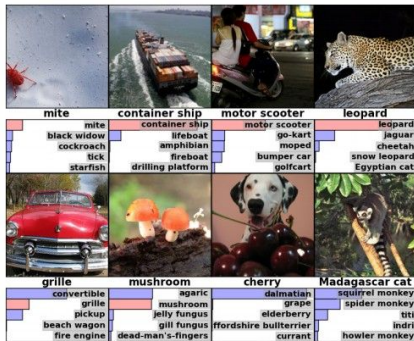 mite
container ship
motor scooter
leopard
mite
black widow
cockroach
tick
starfish
container ship
lifeboat
amphibian
fireboat
drilling platform
motor scooter
go-kart
moped
bumper car
golfcart
leopard
jaguar
cheetah
snow leopard
Egyptian cat
grille
mushroom
cherry
Madagascar cat
convertible
grille
pickup
beach wagon
fire engine
agaric
mushroom
jelly fungus
gill fungus
dead-man's-fingers
dalmatian
grape
elderberry
ffordshire bullterrier
currant
squirrel monkey
spider monkey
titi
indri
howler monkey